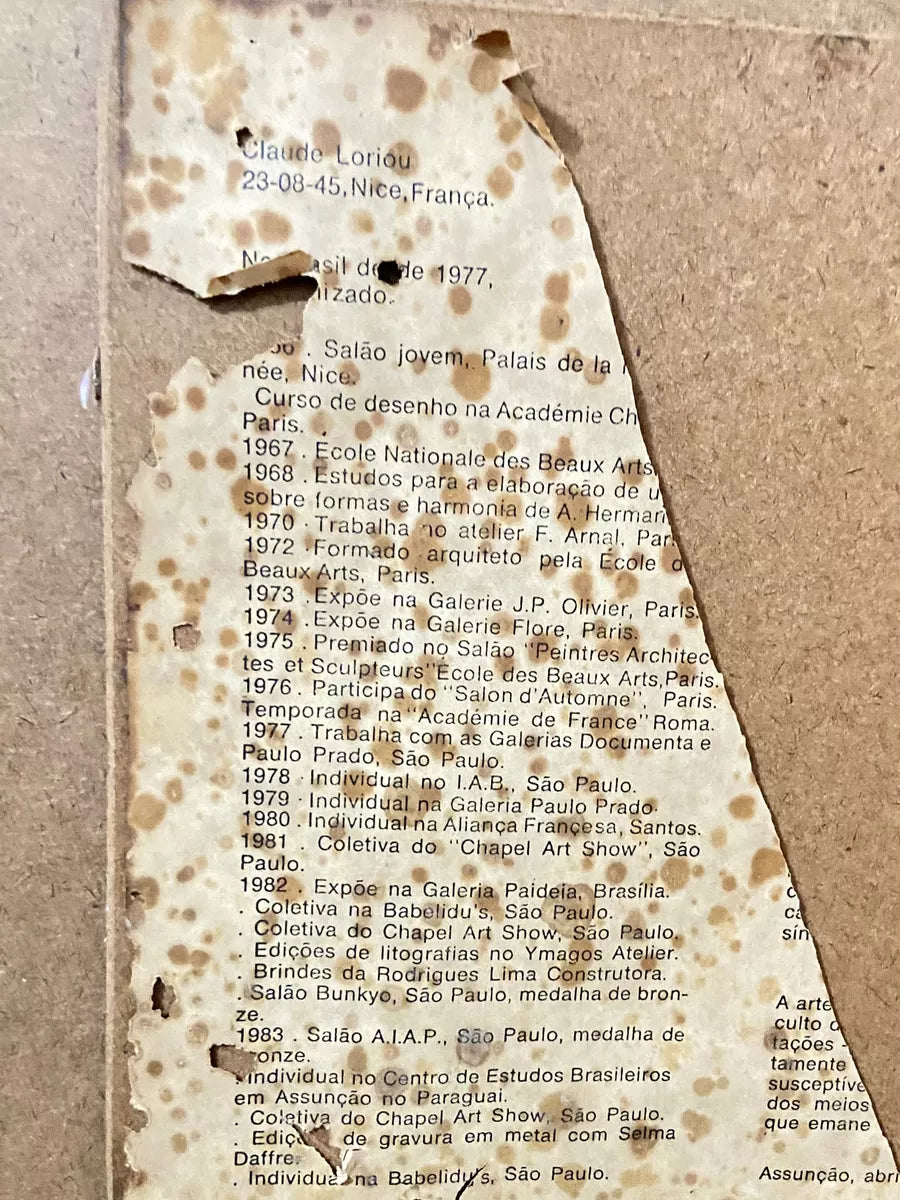 Claude Loriou
23-08-45, Nice, França.
1977,
Salão jovem, Palais de la
née, Nice.
Curso de desenho na Académie
Paris.
1967 . École Nationale des Beaux Arts
1968 . Estudos para a elaboração de
sobre formas e harmonia de A.
1970 . Trabalha no atelier F. Arnal,
1972 . Formado arquiteto pela École
Beaux Arts, Paris.
1973 . Expõe na Galerie J.P. Olivier, Paris.
1974 . Expõe na Galerie Flore, Paris.
1975 . Premiado no Salão "Peintres Architec-
tes et Sculpteurs" École des Beaux Arts, Paris.
1976 . Participa do "Salon d'Automne", Paris.
Temporada na "Académie de France" Roma.
1977 . Trabalha com as Galerias Documenta e
Paulo Prado, São Paulo.
1978 . Individual no I.A.B., São Paulo.
1979 . Individual na Galeria Paulo Prado.
1980 . Individual na Aliança Françesa, Santos.
1981 . Coletiva do "Chapel Art Show", São
Paulo.
1982 . Expõe na Galeria Paideia, Brasília.
. Coletiva na Babelidu's, São Paulo.
. Coletiva do Chapel Art Show, São Paulo.
. Edições de litografias no Ymagos Atelier.
. Brindes da Rodrigues Lima Construtora.
. Salão Bunkyo, São Paulo, medalha de bron-
ze.
1983 . Salão A.I.A.P., São Paulo, medalha de
bronze.
. Individual no Centro de Estudos Brasileiros
em Assunção no Paraguai.
. Coletiva do Chapel Art Show, São Paulo.
. de gravura em metal com Selma
. Individual na Babelidu's, São Paulo.
A arte
culto
tações
tamente
dos meios
que emane
Assunção,